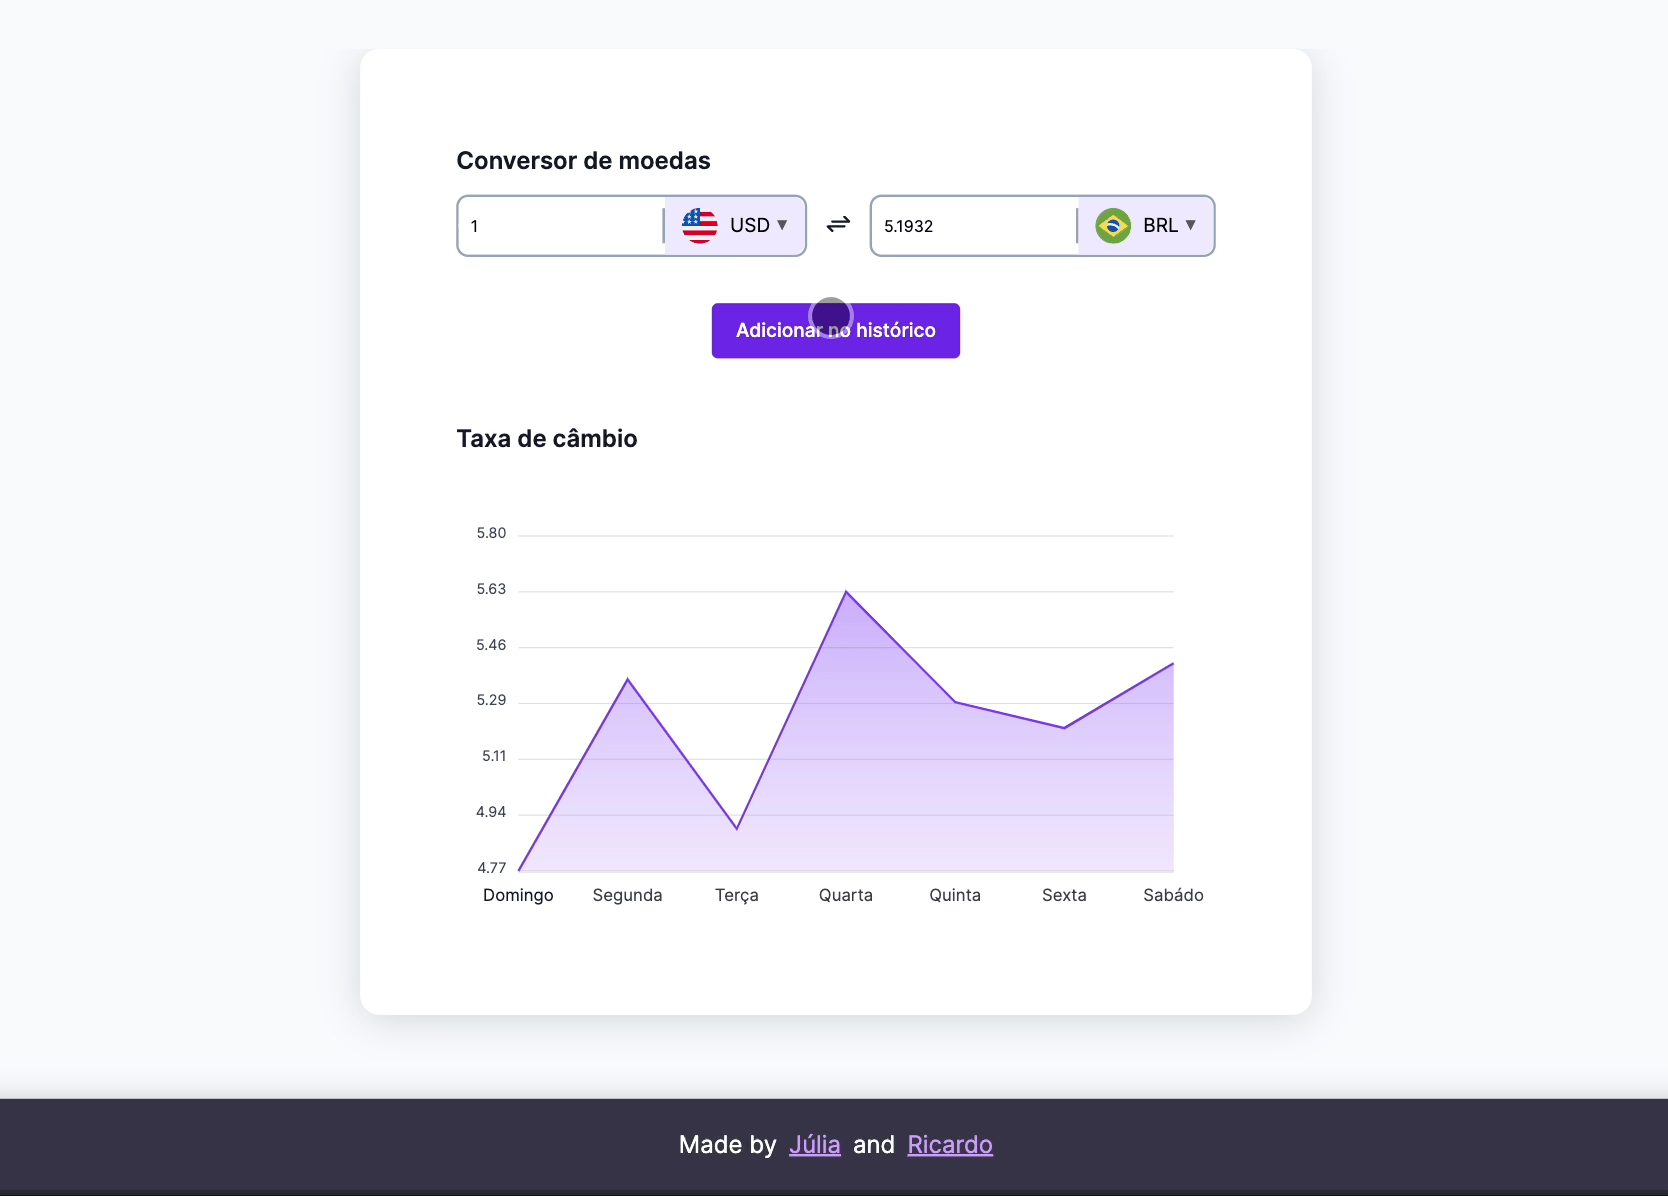 Conversor de moedas
1 USD ▼ 5.1932 BRL ▼
Adicionar no histórico
Taxa de câmbio
5.80
5.63
5.46
5.29
5.11
4.94
4.77
Domingo Segunda Terça Quarta Quinta Sexta Sabádo
Made by Júlia and Ricardo